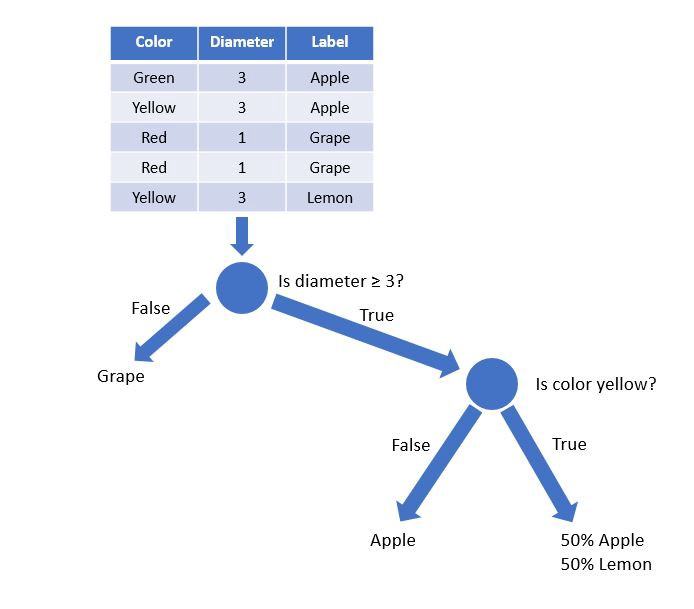 Color Diameter Label
Green 3 Apple
Yellow 3 Apple
Red 1 Grape
Red 1 Grape
Yellow 3 Lemon
Is diameter ≥ 3?
False
True
Grape
Is color yellow?
False
True
Apple
50% Apple
50% Lemon